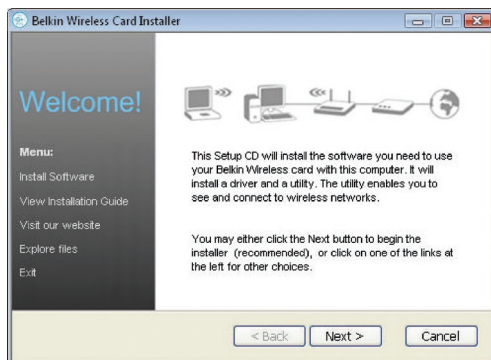 Belkin Wireless Card Installer
Welcome!
Menu:
Install Software
View Installation Guide
Visit our website
Explore files
Exit
This Setup CD will install the software you need to use
your Belkin Wireless card with this computer. It will
install a driver and a utility. The utility enables you to
see and connect to wireless networks.
You may either click the Next button to begin the
installer (recommended), or click on one of the links at
the left for other choices.
< Back
Next >
Cancel